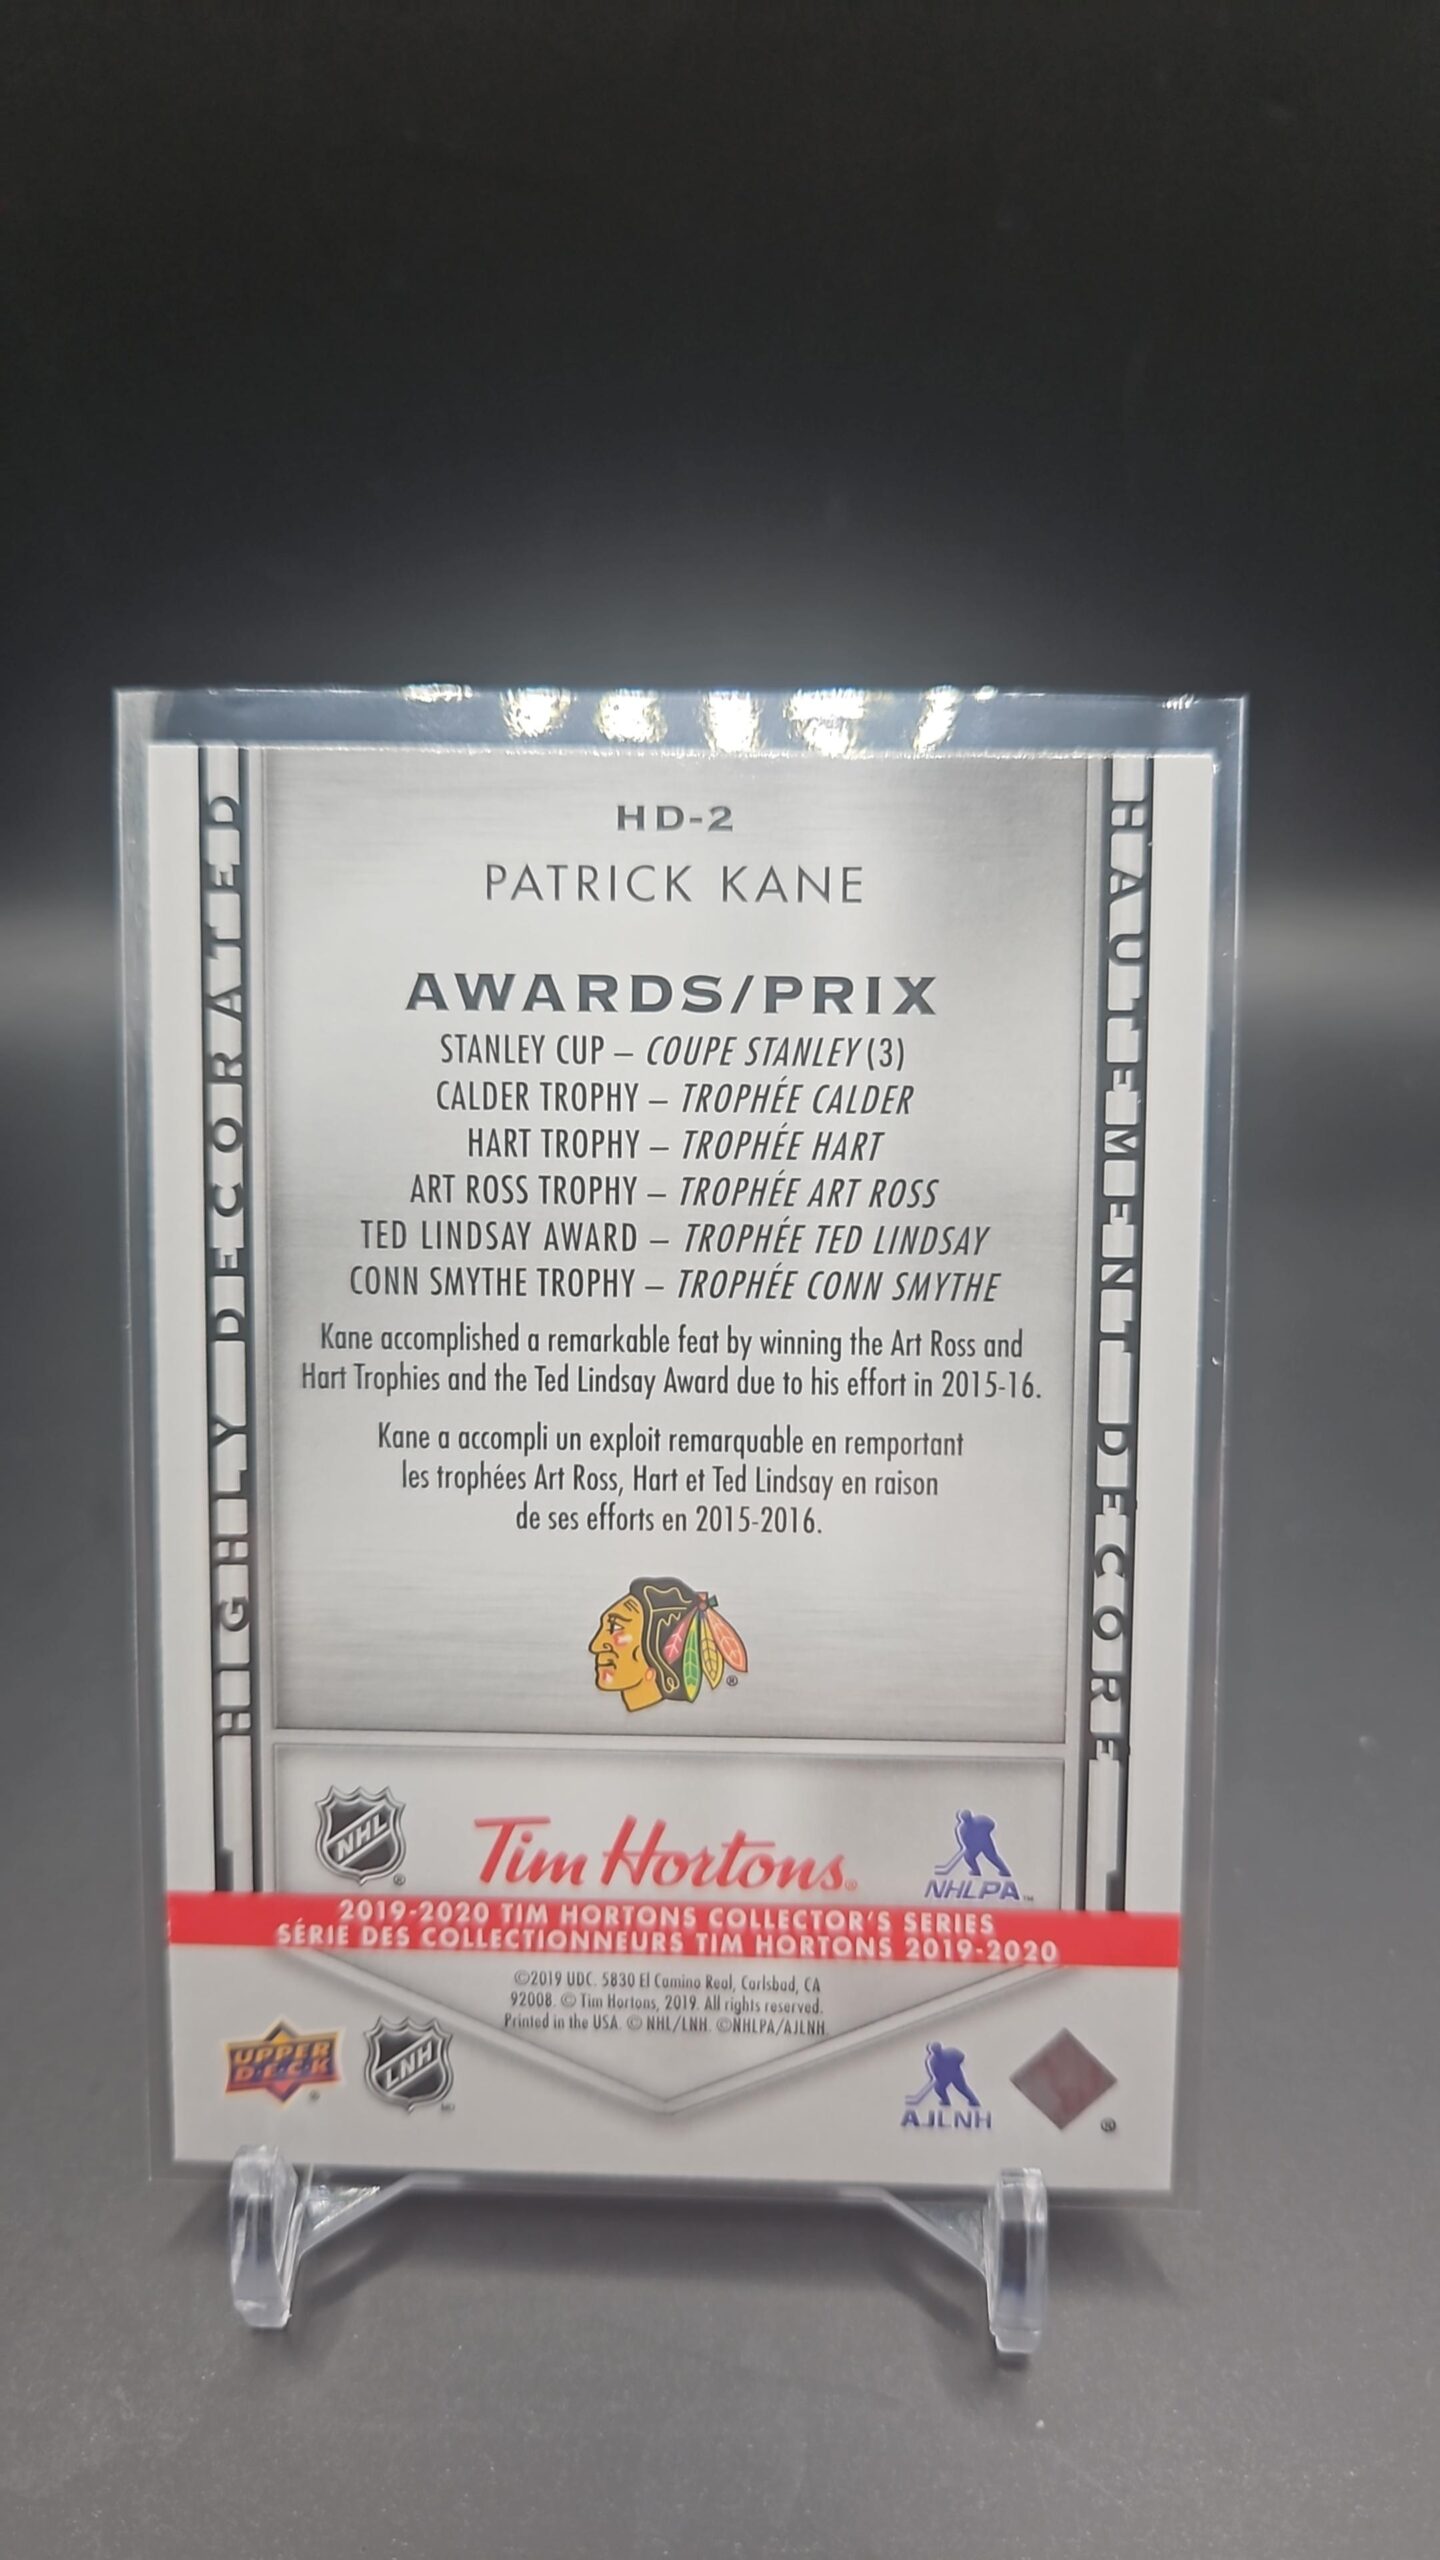 HD-2
PATRICK KANE
AWARDS/PRIX
STANLEY CUP – COUPE STANLEY (3)
CALDER TROPHY – TROPHÉE CALDER
HART TROPHY – TROPHÉE HART
ART ROSS TROPHY – TROPHÉE ART ROSS
TED LINDSAY AWARD – TROPHÉE TED LINDSAY
CONN SMYTHE TROPHY – TROPHÉE CONN SMYTHE
Kane accomplished a remarkable feat by winning the Art Ross and
Hart Trophies and the Ted Lindsay Award due to his effort in 2015-16.
Kane a accompli un exploit remarquable en remportant
les trophées Art Ross, Hart et Ted Lindsay en raison
de ses efforts en 2015-2016.
®
HIGHLY DECORATED
HAUTEMENT DÉCORÉ
NHL ®
Tim Hortons®
NHLPA™
2019-2020 TIM HORTONS COLLECTOR'S SERIES
SÉRIE DES COLLECTIONNEURS TIM HORTONS 2019-2020
©2019 UDC. 5830 El Camino Real, Carlsbad, CA
92008. © Tim Hortons, 2019. All rights reserved.
Printed in the USA. © NHL/LNH. ©NHLPA/AJLNH.
UPPER
DECK ®
LNH MD
AJLNH
®